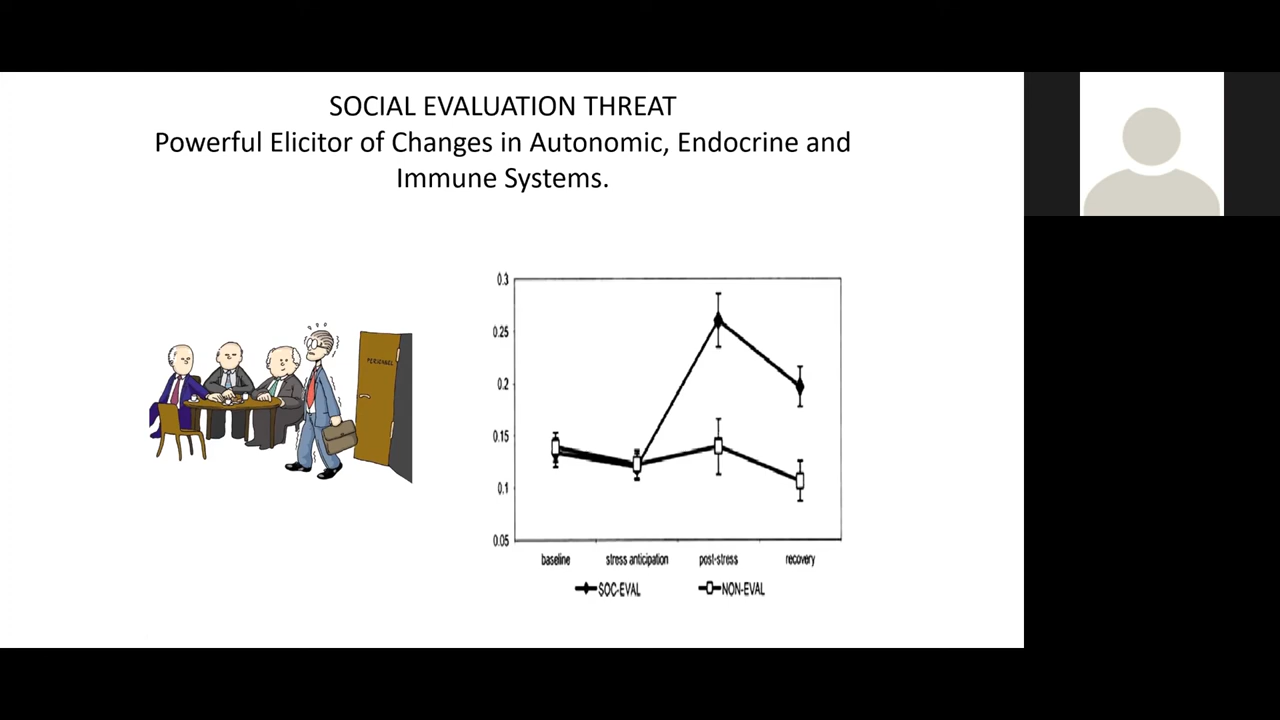 SOCIAL EVALUATION THREAT
Powerful Elicitor of Changes in Autonomic, Endocrine and
Immune Systems.
PERSONNEL
0.3
0.25
0.2
0.15
0.1
0.05
baseline stress anticipation post-stress recovery
SOC-EVAL NON-EVAL